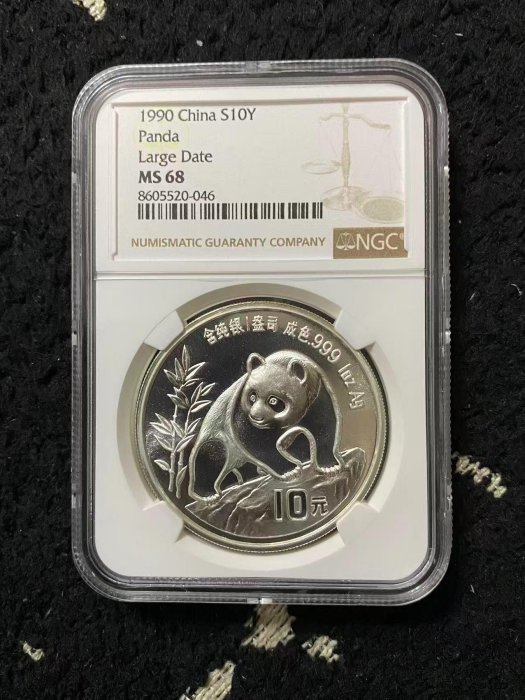 1990 China S10Y
Panda
Large Date
MS 68
8605520-046
NUMISMATIC GUARANTY COMPANY
NGC
含纯银1盎司 成色.999 1oz Ag
10元